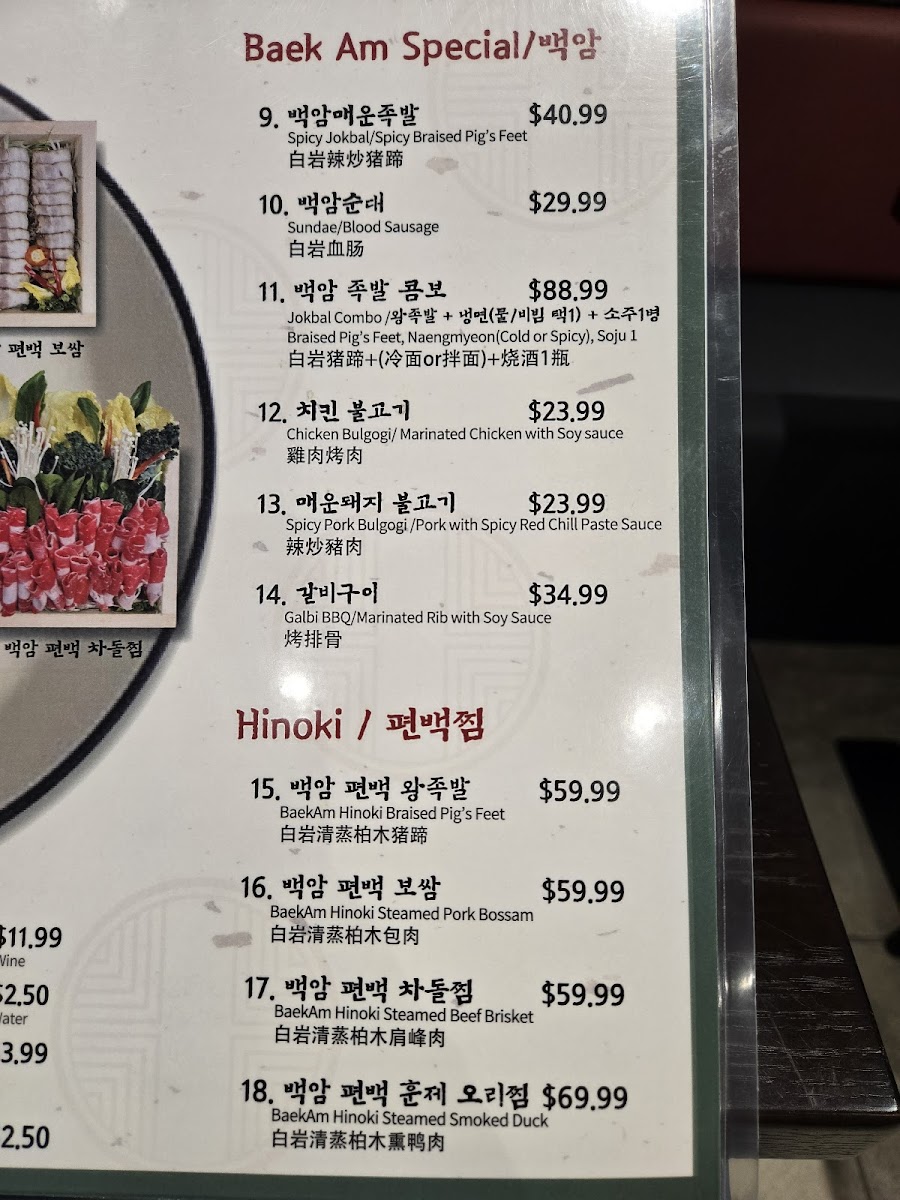 Baek Am Special/백암
9. 백암매운족발 $40.99
Spicy Jokbal/Spicy Braised Pig's Feet
白岩辣炒猪蹄
10. 백암순대 $29.99
Sundae/Blood Sausage
白岩血肠
11. 백암 족발 콤보 $88.99
Jokbal Combo /왕족발 + 냉면(물/비빔 택1) + 소주1병
Braised Pig's Feet, Naengmyeon(Cold or Spicy), Soju 1
白岩猪蹄+(冷面or拌面)+烧酒1瓶
12. 치킨 불고기 $23.99
Chicken Bulgogi/ Marinated Chicken with Soy sauce
雞肉烤肉
13. 매운돼지 불고기 $23.99
Spicy Pork Bulgogi /Pork with Spicy Red Chill Paste Sauce
辣炒豬肉
14. 갈비구이 $34.99
Galbi BBQ/Marinated Rib with Soy Sauce
烤排骨
Hinoki / 편백찜
15. 백암 편백 왕족발 $59.99
BaekAm Hinoki Braised Pig's Feet
白岩清蒸柏木猪蹄
16. 백암 편백 보쌈 $59.99
BaekAm Hinoki Steamed Pork Bossam
白岩清蒸柏木包肉
17. 백암 편백 차돌찜 $59.99
BaekAm Hinoki Steamed Beef Brisket
白岩清蒸柏木肩峰肉
18. 백암 편백 훈제 오리찜 $69.99
BaekAm Hinoki Steamed Smoked Duck
白岩清蒸柏木熏鸭肉
편백 보쌈
백암 편백 차돌찜
$11.99
Wine
$2.50
3.99
2.50